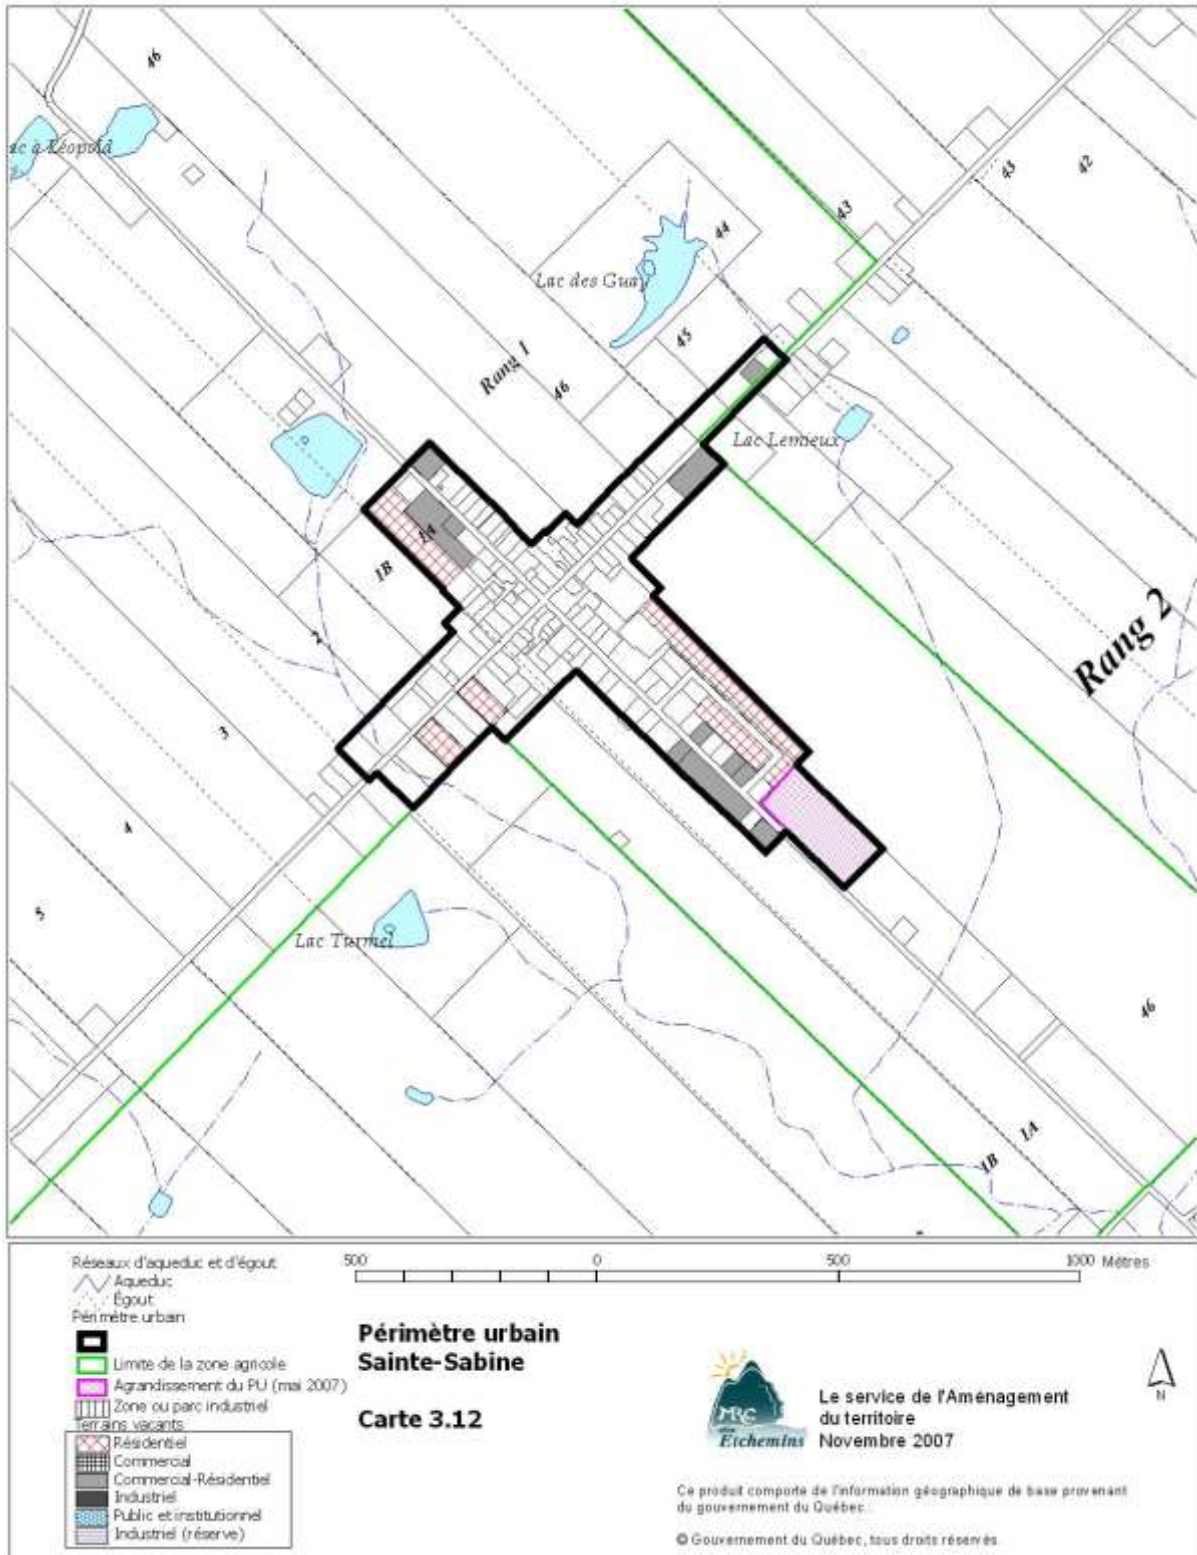 46
ac à Léopold
43
42
43
44
Lac des Guay
45
Rang 1
46
Lac Lemieux
1A
1B
2
Rang 2
3
4
5
Lac Turmel
46
1A
1B
Réseaux d'aqueduc et d'égout
Aqueduc
Égout
Périmètre urbain
Limite de la zone agricole
Agrandissement du PU (mai 2007)
Zone ou parc industriel
Terrains vacants
Résidentiel
Commercial
Commercial-Résidentiel
Industriel
Public et institutionnel
Industriel (réserve)
500 0 500 1000 Mètres
Périmètre urbain
Sainte-Sabine
Carte 3.12
MRC
des
Etchemins
Le service de l'Aménagement
du territoire
Novembre 2007
N
Ce produit comporte de l'information géographique de base provenant
du gouvernement du Québec.
© Gouvernement du Québec, tous droits réservés.